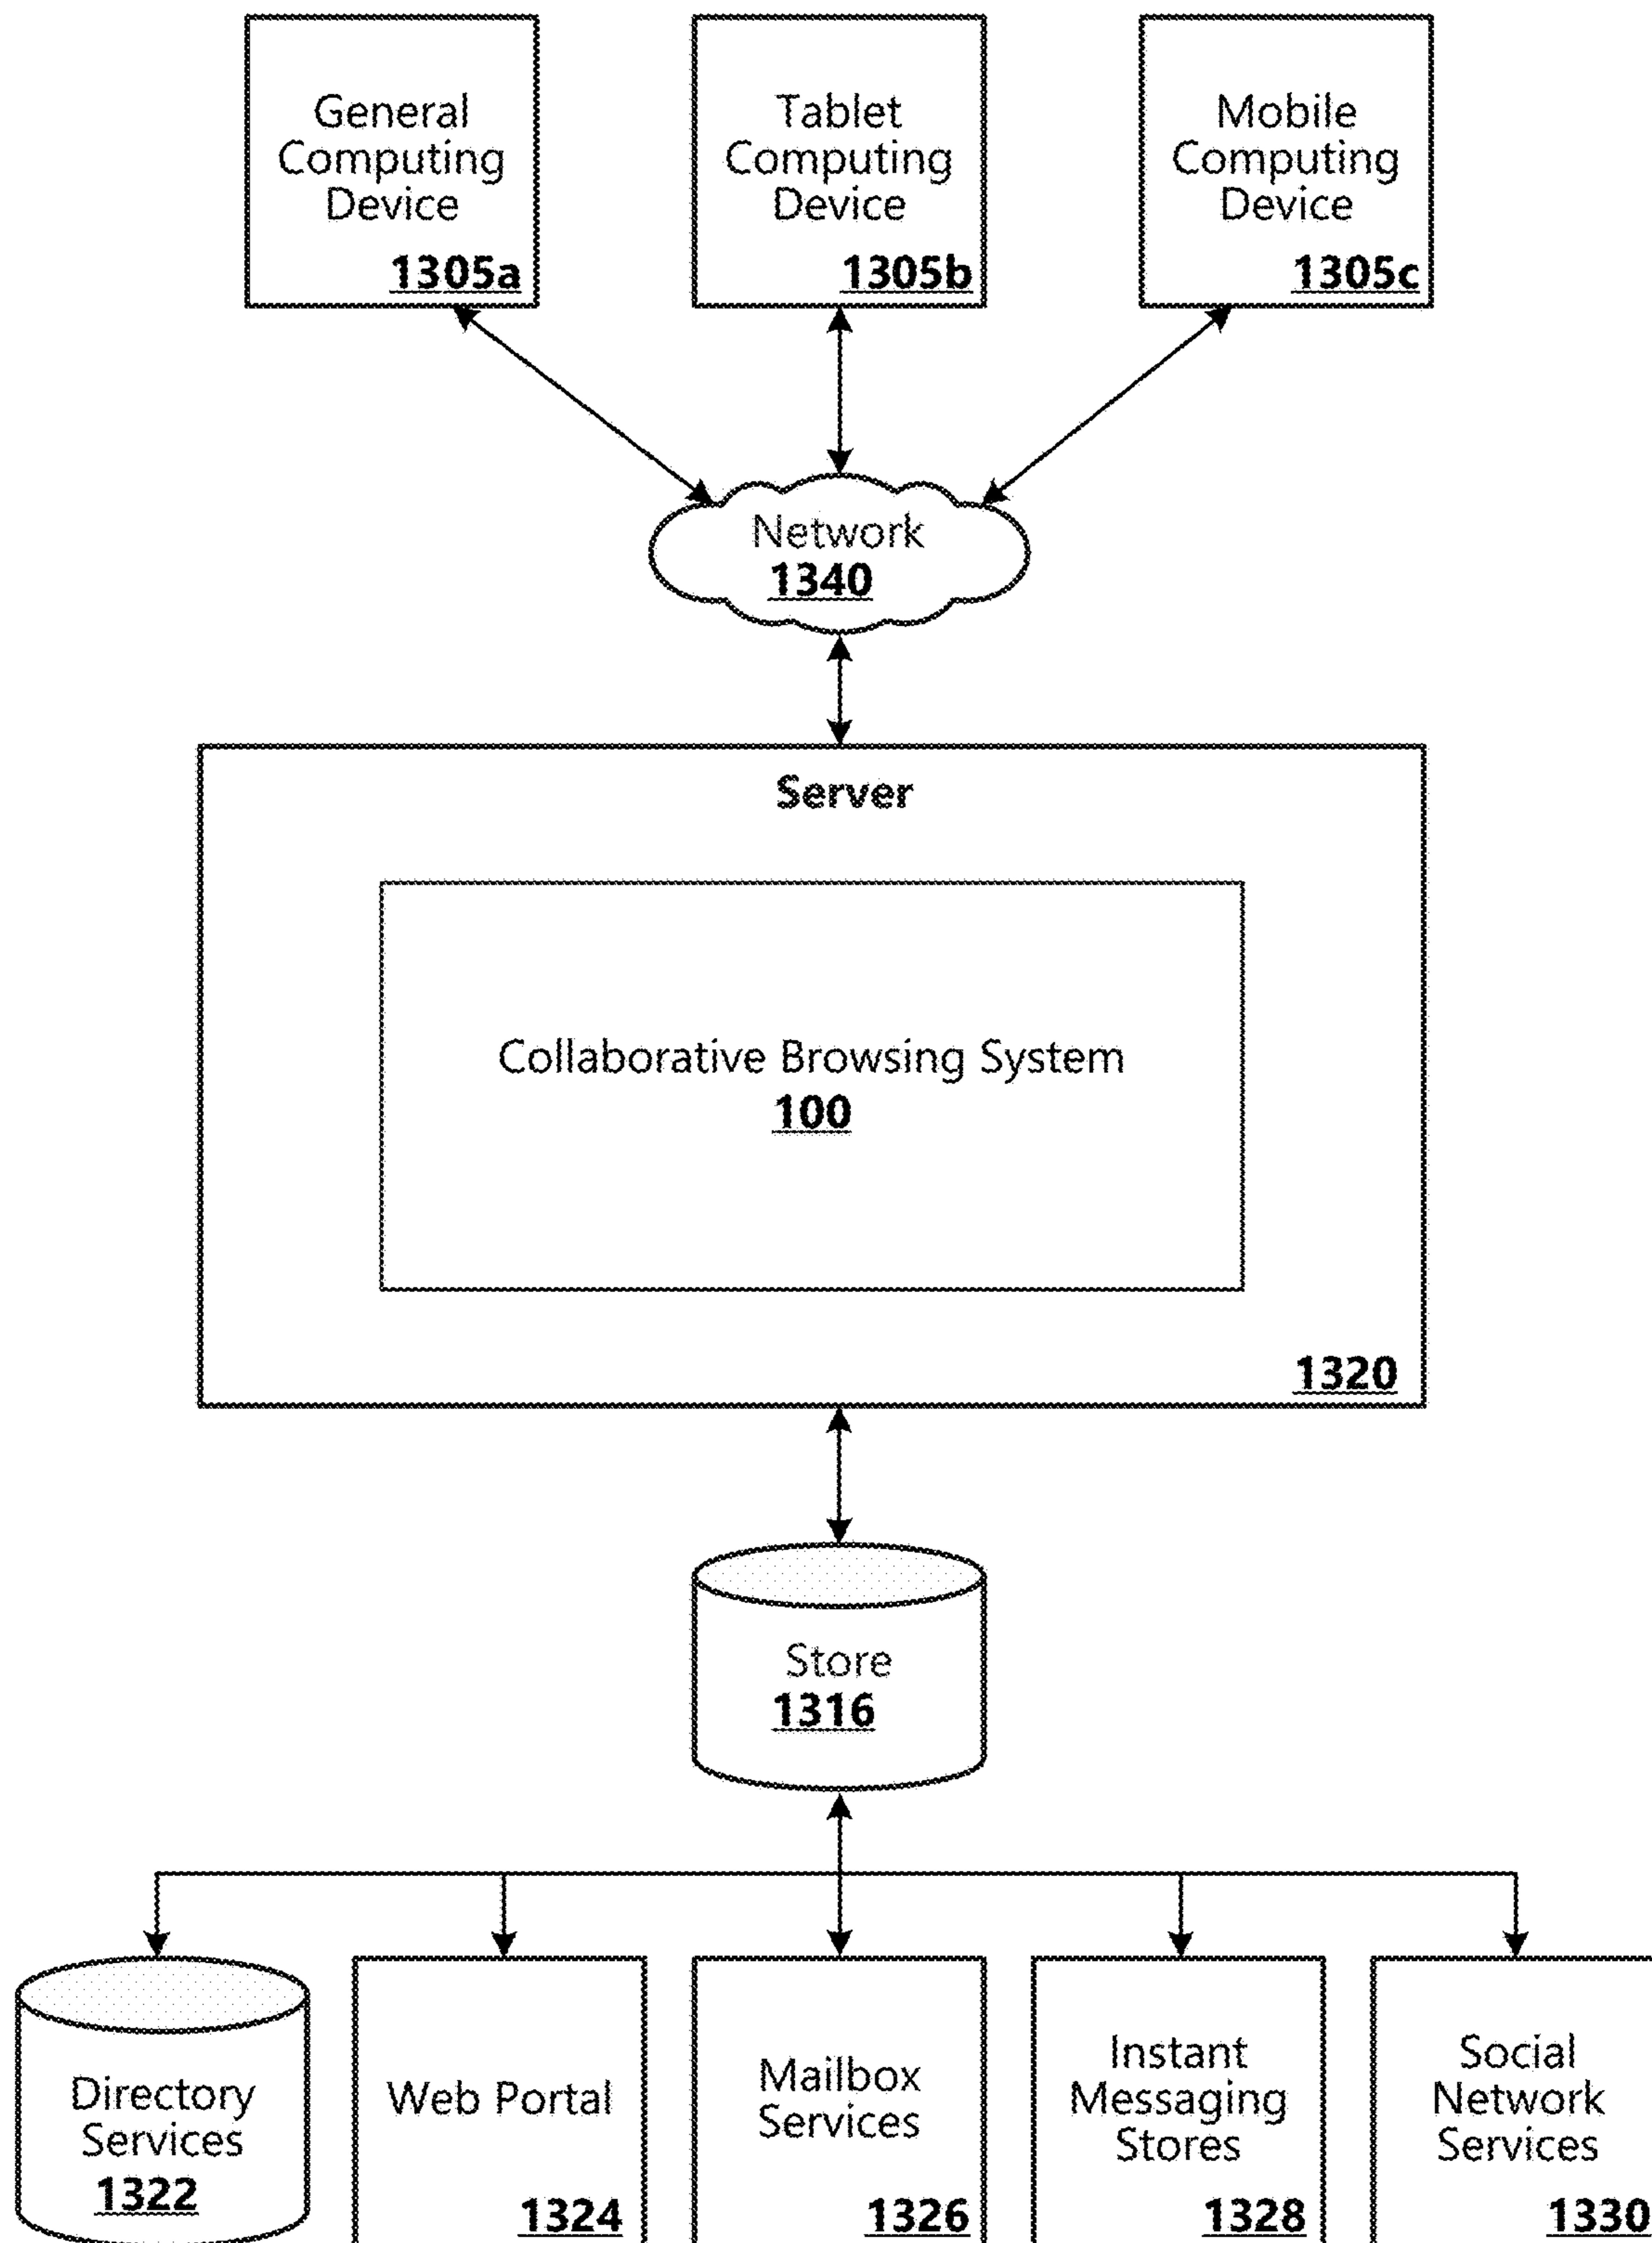 General
Computing
Device
1305a
Tablet
Computing
Device
1305b
Mobile
Computing
Device
1305c
Network
1340
Server
Collaborative Browsing System
100
1320
Store
1316
Directory
Services
1322
Web Portal
1324
Mailbox
Services
1326
Instant
Messaging
Stores
1328
Social
Network
Services
1330